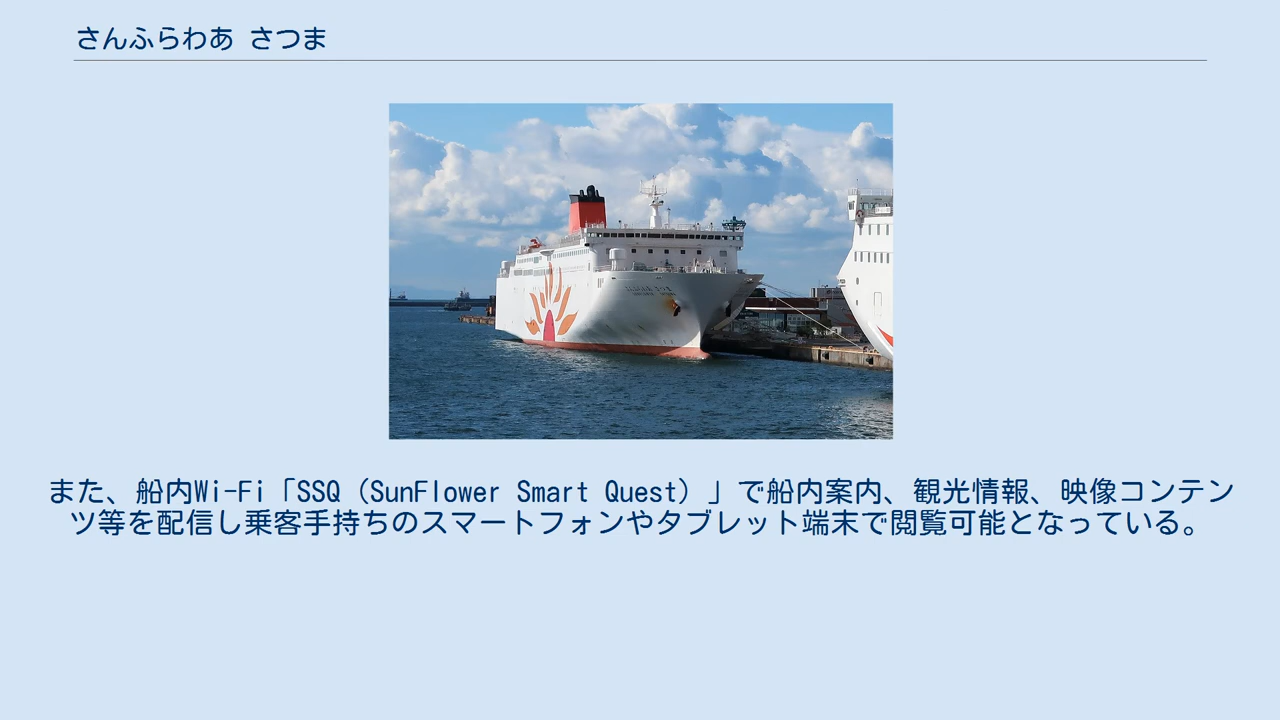 さんふらわあ さつま
また、船内Wi-Fi「SSQ（SunFlower Smart Quest）」で船内案内、観光情報、映像コンテン
ツ等を配信し乗客手持ちのスマートフォンやタブレット端末で閲覧可能となっている。